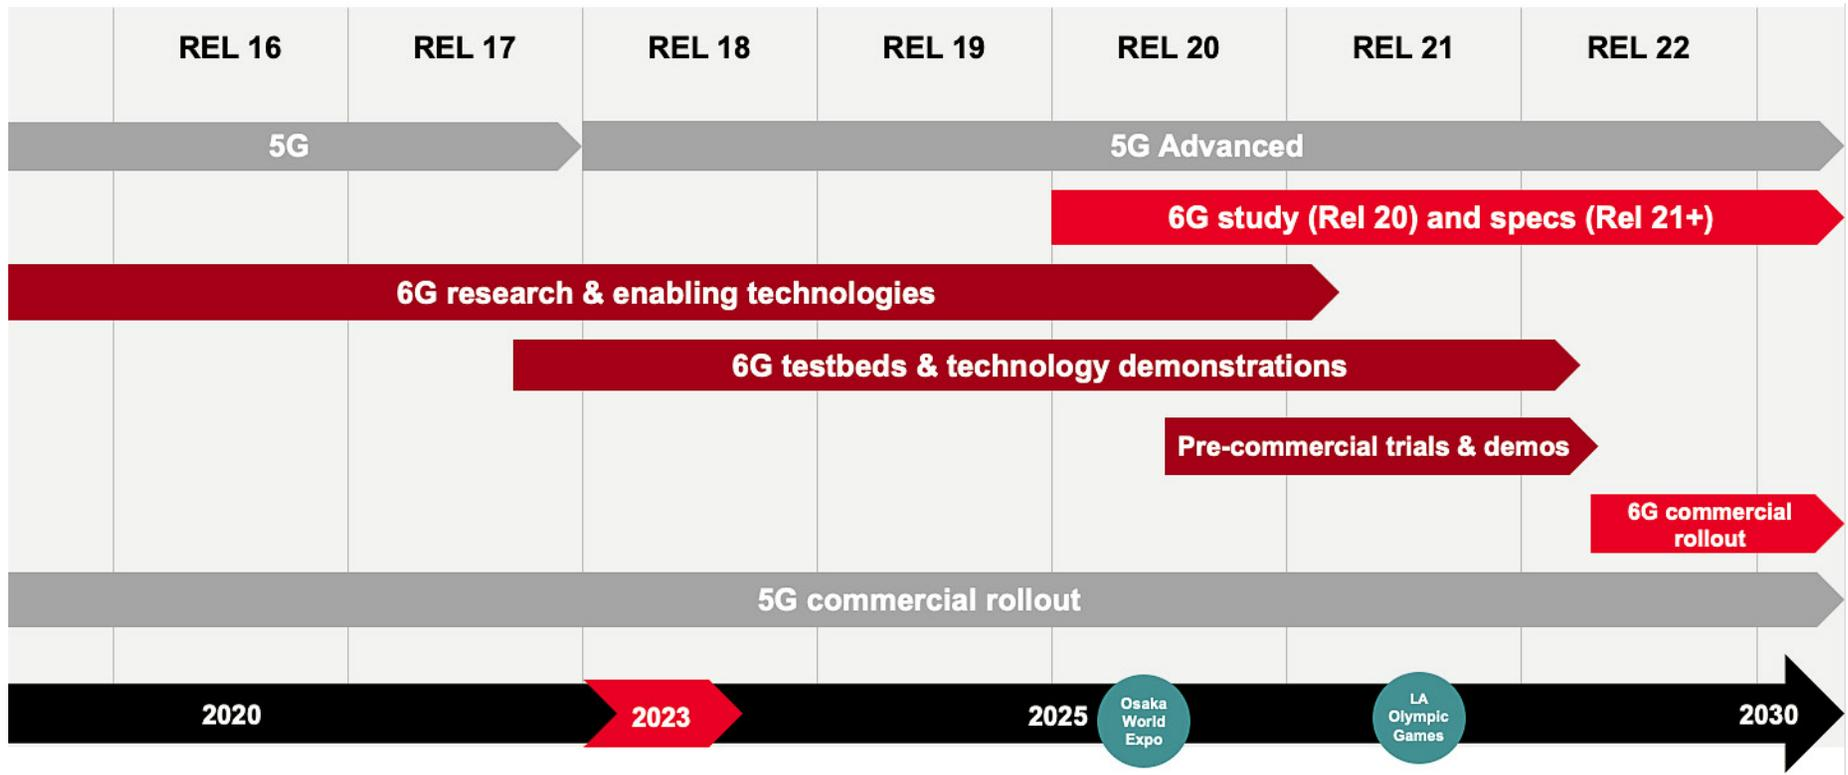 REL 16 REL 17 REL 18 REL 19 REL 20 REL 21 REL 22
5G 5G Advanced
6G study (Rel 20) and specs (Rel 21+)
6G research & enabling technologies
6G testbeds & technology demonstrations
Pre-commercial trials & demos
6G commercial
rollout
5G commercial rollout
2020 2023 2025
Osaka
World
Expo
LA
Olympic
Games
2030